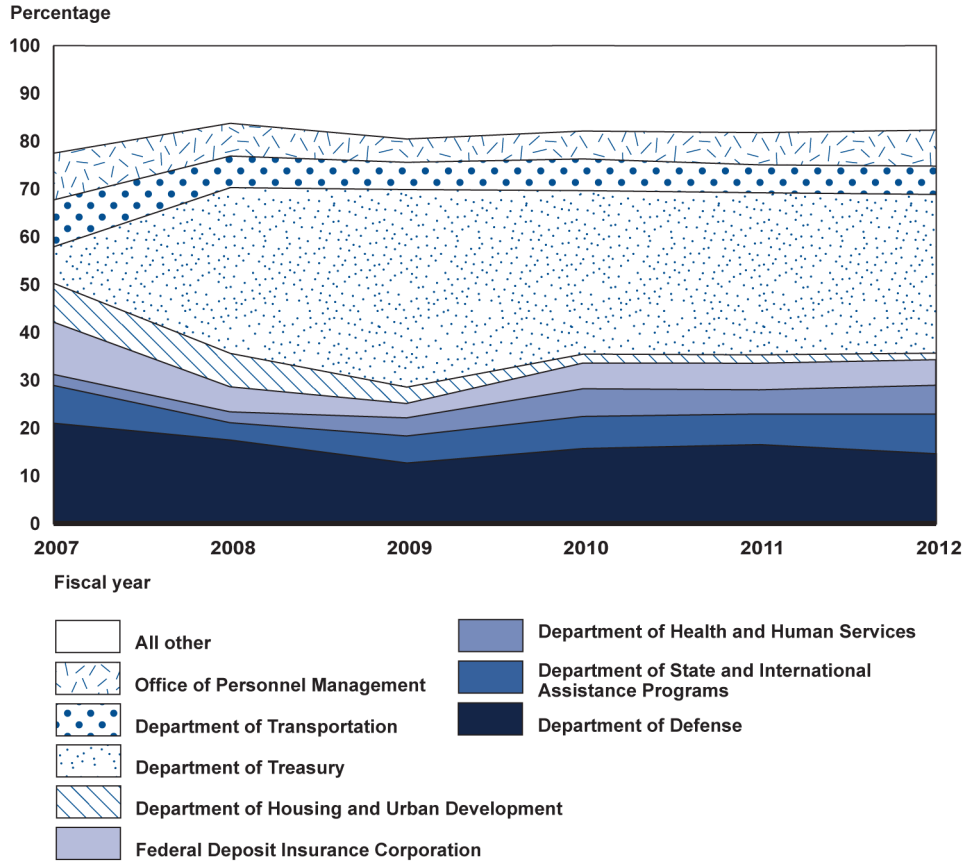 Percentage
100
90
80
70
60
50
40
30
20
10
0
2007 2008 2009 2010 2011 2012
Fiscal year
All other
Office of Personnel Management
Department of Transportation
Department of Treasury
Department of Housing and Urban Development
Federal Deposit Insurance Corporation
Department of Health and Human Services
Department of State and International
Assistance Programs
Department of Defense